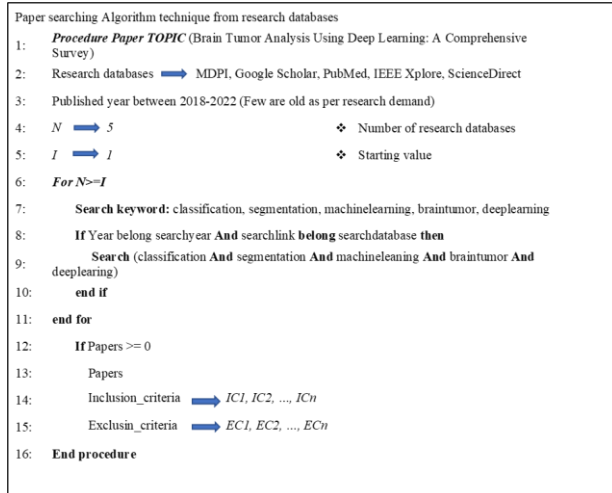 Paper searching Algorithm technique from research databases
1: Procedure Paper TOPIC (Brain Tumor Analysis Using Deep Learning: A Comprehensive
Survey)
2: Research databases MDPI, Google Scholar, PubMed, IEEE Xplore, ScienceDirect
3: Published year between 2018-2022 (Few are old as per research demand)
4: N 5 ❖ Number of research databases
5: I 1 ❖ Starting value
6: For N>=I
7: Search keyword: classification, segmentation, machinelearning, braintumor, deeplearning
8: If Year belong searchyear And searchlink belong searchdatabase then
9: Search (classification And segmentation And machineleaning And braintumor And
deeplearing)
10: end if
11: end for
12: If Papers >= 0
13: Papers
14: Inclusion_criteria IC1, IC2, ..., ICn
15: Exclusin_criteria EC1, EC2, ..., ECn
16: End procedure